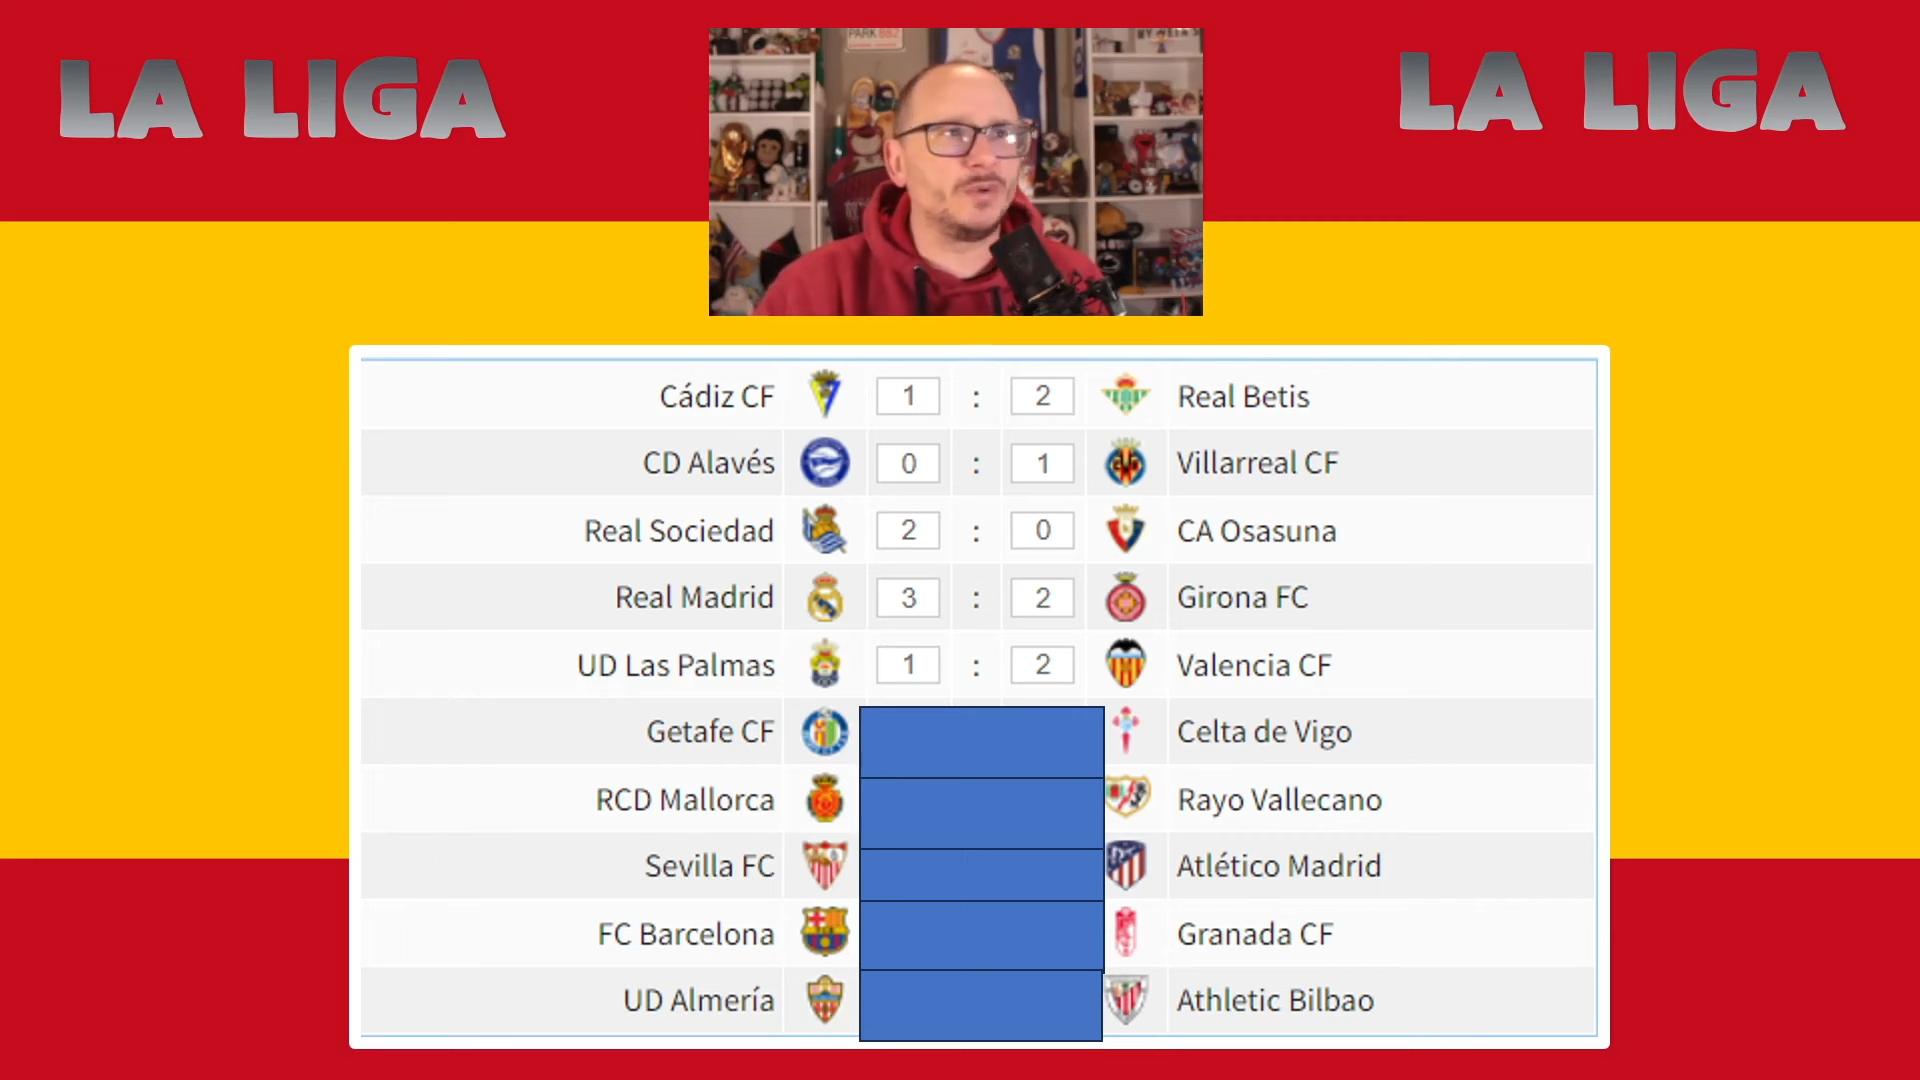 LA LIGA
LA LIGA
PARK 882
Cádiz CF 1 : 2 Real Betis
CD Alavés 0 : 1 Villarreal CF
Real Sociedad 2 : 0 CA Osasuna
Real Madrid 3 : 2 Girona FC
UD Las Palmas 1 : 2 Valencia CF
Getafe CF Celta de Vigo
RCD Mallorca Rayo Vallecano
Sevilla FC Atlético Madrid
FC Barcelona Granada CF
UD Almería Athletic Bilbao